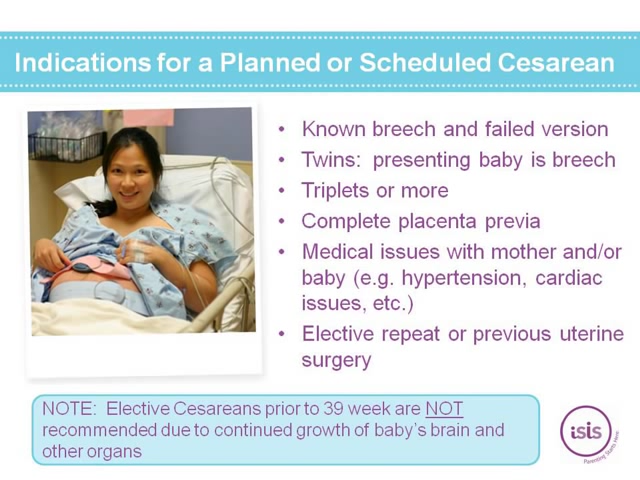 Indications for a Planned or Scheduled Cesarean
• Known breech and failed version
• Twins:  presenting baby is breech
• Triplets or more
• Complete placenta previa
• Medical issues with mother and/or
baby (e.g. hypertension, cardiac
issues, etc.)
• Elective repeat or previous uterine
surgery
NOTE:  Elective Cesareans prior to 39 week are NOT
recommended due to continued growth of baby's brain and
other organs
isis
Parenting Starts Here